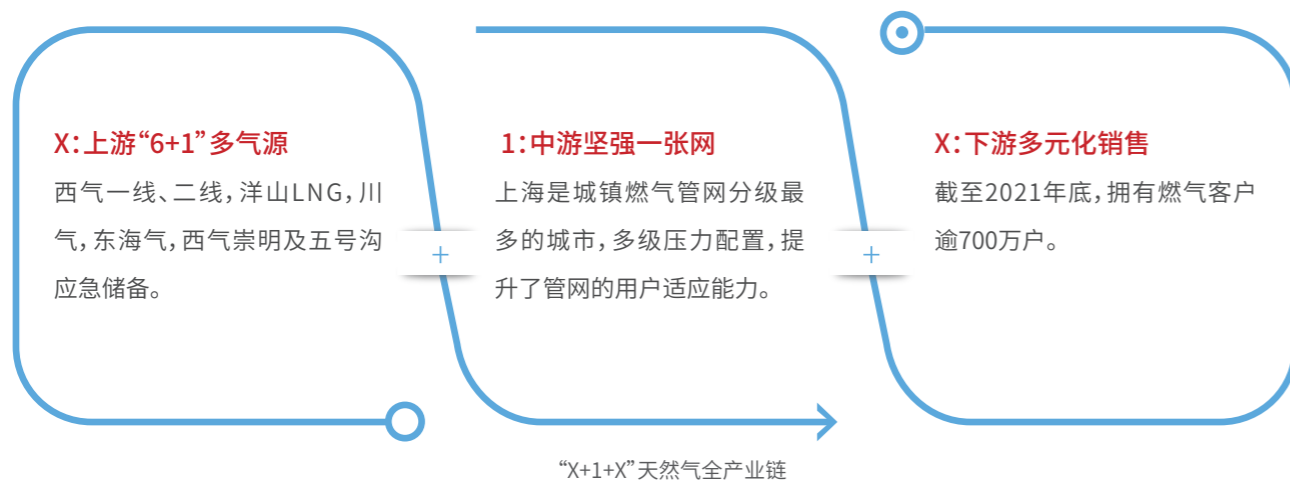 X：上游“6+1”多气源
西气一线、二线，洋山LNG，川
气，东海气，西气崇明及五号沟
应急储备。
+
1：中游坚强一张网
上海是城镇燃气管网分级最
多的城市，多级压力配置，提
升了管网的用户适应能力。
+
X：下游多元化销售
截至2021年底，拥有燃气客户
逾700万户。
“X+1+X”天然气全产业链